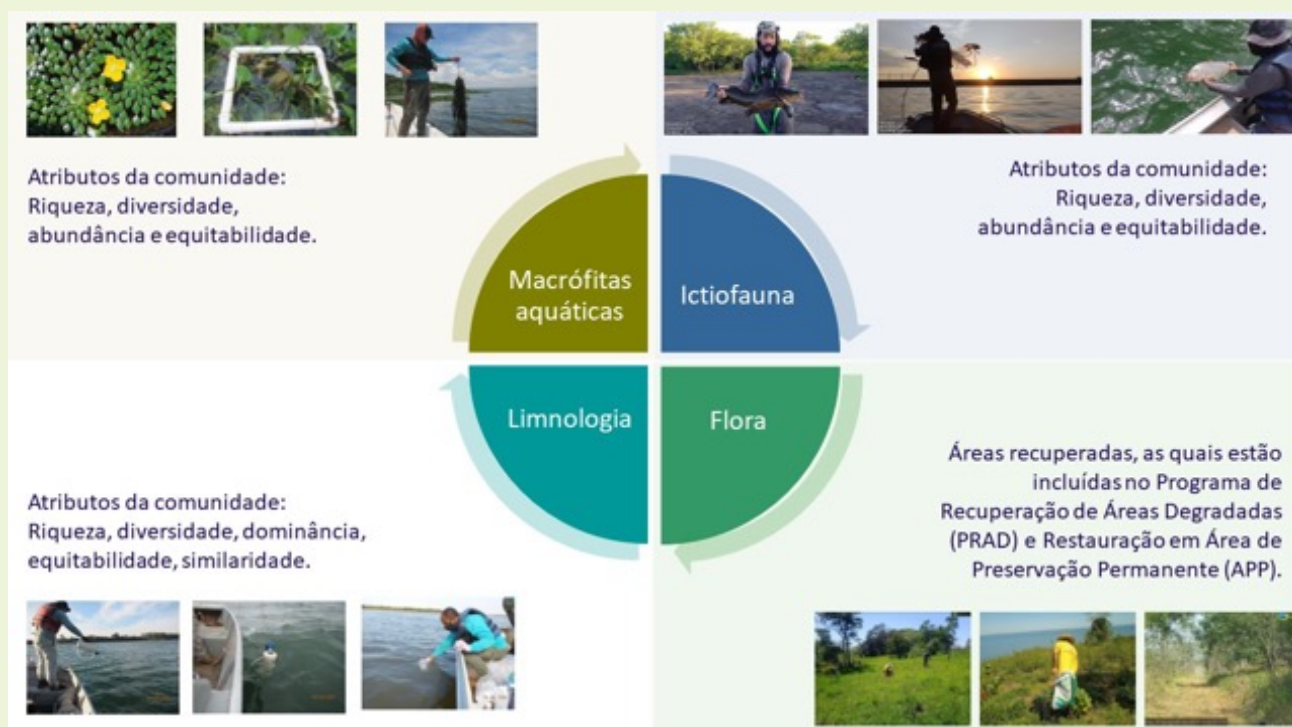 Atributos da comunidade:
Riqueza, diversidade,
abundância e equitabilidade.
Atributos da comunidade:
Riqueza, diversidade,
abundância e equitabilidade.
Macrófitas
aquáticas
Ictiofauna
Limnologia
Flora
Atributos da comunidade:
Riqueza, diversidade, dominância,
equitabilidade, similaridade.
Áreas recuperadas, as quais estão
incluídas no Programa de
Recuperação de Áreas Degradadas
(PRAD) e Restauração em Área de
Preservação Permanente (APP).